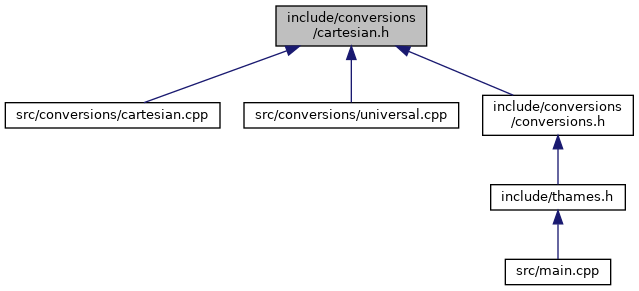 include/conversions
/cartesian.h
src/conversions/cartesian.cpp
src/conversions/universal.cpp
include/conversions
/conversions.h
include/thames.h
src/main.cpp